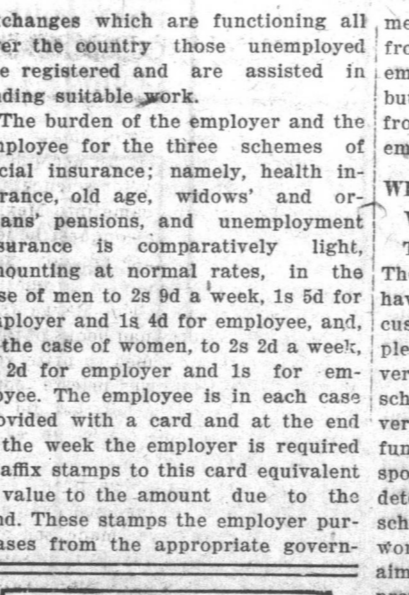 changes which are functioning all
er the country those unemployed
e registered and are assisted in
ding suitable work.
The burden of the employer and the
ployee for the three schemes of
cial insurance; namely, health in-
rance, old age, widows' and or-
ans' pensions, and unemployment
surance is comparatively light,
mounting at normal rates, in the
se of men to 2s 9d a week, 1s 5d for
ployer and 1s 4d for employee, and,
the case of women, to 2s 2d a week,
2d for employer and 1s for em-
oyee. The employee is in each case
ovided with a card and at the end
the week the employer is required
affix stamps to this card equivalent
value to the amount due to the
nd. These stamps the employer pur-
ases from the appropriate govern-
me
fro
em
but
fro
em
WH
W
T
Th
hav
cus
ple
ver
sch
ver
fun
spo
det
sch
wor
aim